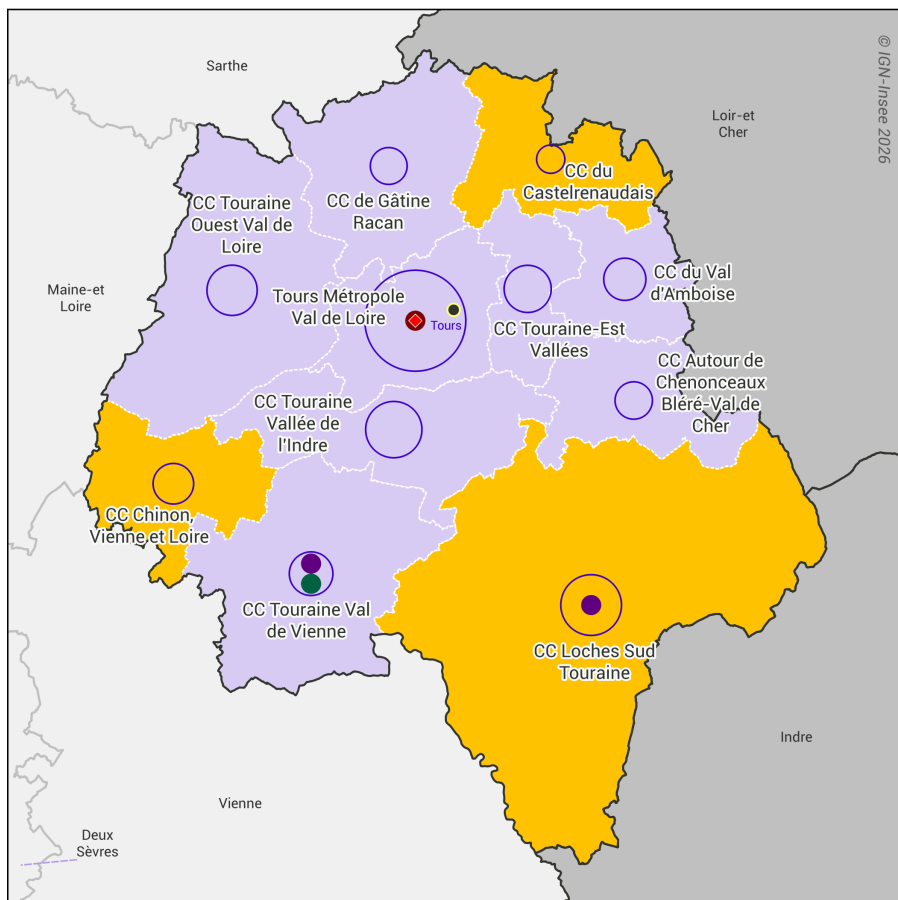 Sarthe
© IGN-Insee 2026
Loir-et
Cher
CC du
Castelrenaudais
CC Touraine
Ouest Val de
Loire
CC de Gâtine
Racan
CC du Val
d'Amboise
Maine-et
Loire
Tours Métropole
Val de Loire
Tours
CC Touraine-Est
Vallées
CC Autour de
Chenonceaux
Bléré-Val de
Cher
CC Touraine
Vallée de
l'Indre
CC Chinon,
Vienne et Loire
CC Touraine Val
de Vienne
CC Loches Sud
Touraine
Indre
Vienne
Deux
Sèvres